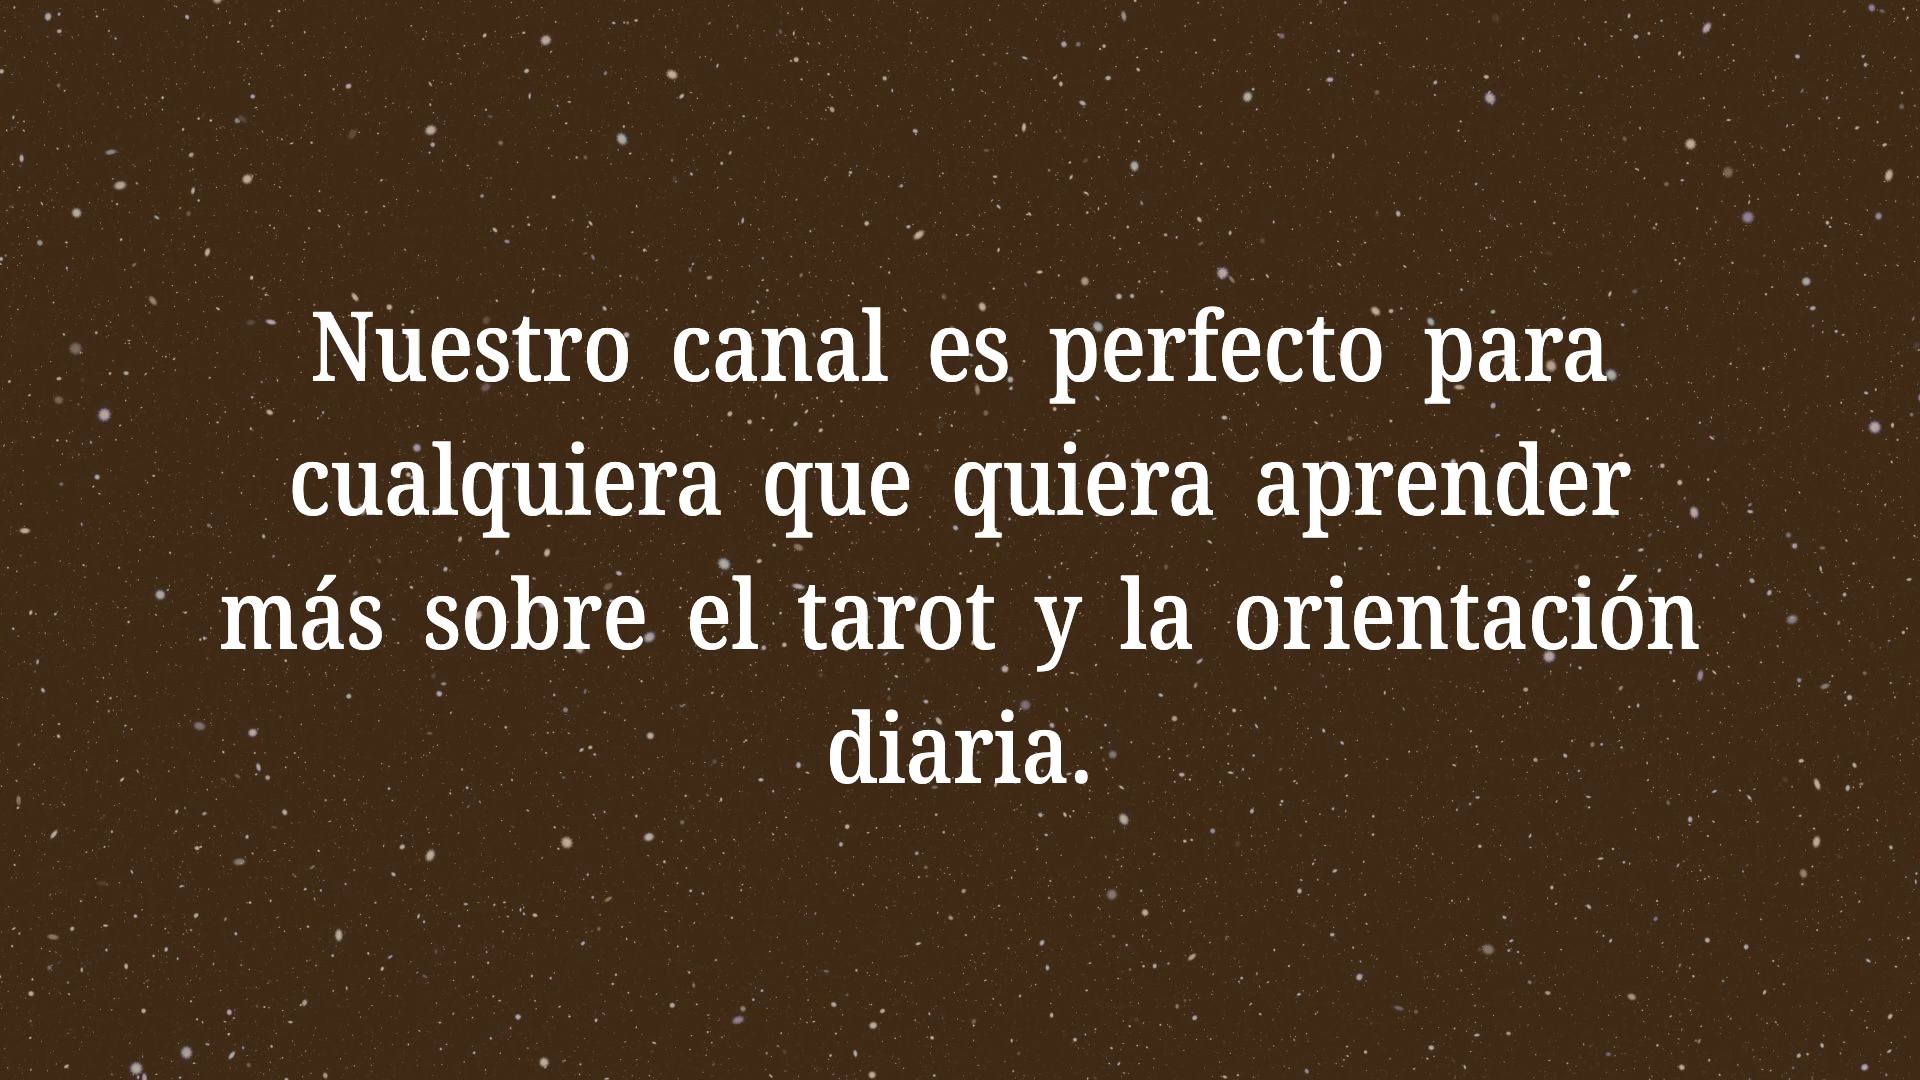 Nuestro canal es perfecto para
cualquiera que quiera aprender
más sobre el tarot y la orientación
diaria.